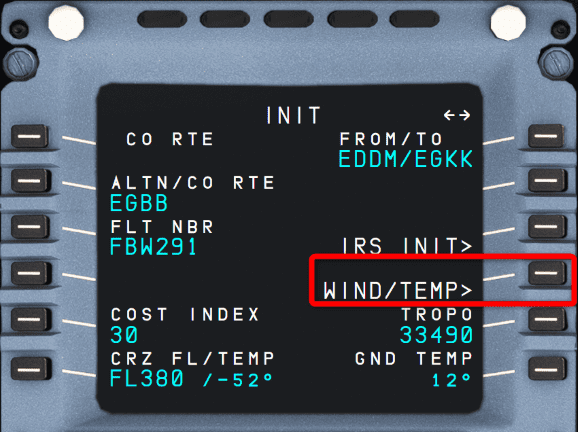 INIT ↔
CO RTE FROM/TO
EDDM/EGKK
ALTN/CO RTE
EGBB
FLT NBR
FBW291 IRS INIT>
WIND/TEMP>
COST INDEX TROPO
30 33490
CRZ FL/TEMP GND TEMP
FL380 /-52° 12°